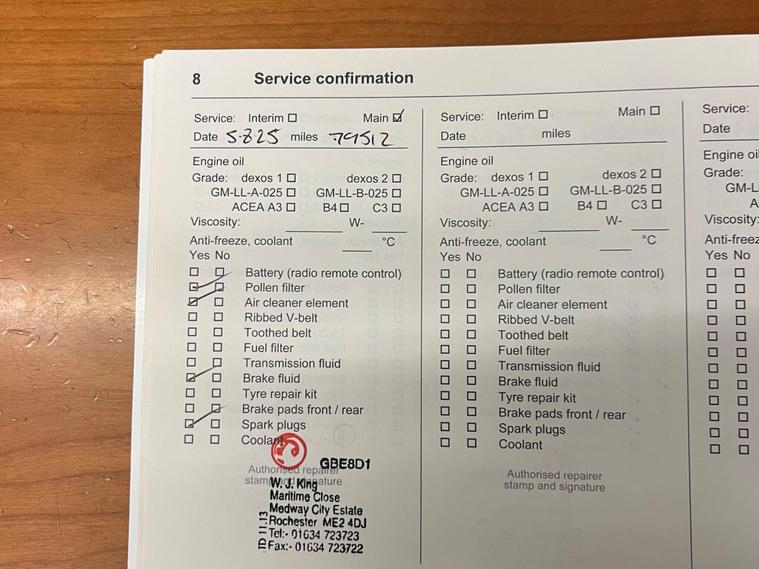 8 Service confirmation
Service: Interim Main
Date 5.8.25 miles 79512
Engine oil
Grade: dexos 1 dexos 2
GM-LL-A-025 GM-LL-B-025
ACEA A3 B4 C3
Viscosity: W-
Anti-freeze, coolant °C
Yes No
Battery (radio remote control)
Pollen filter
Air cleaner element
Ribbed V-belt
Toothed belt
Fuel filter
Transmission fluid
Brake fluid
Tyre repair kit
Brake pads front / rear
Spark plugs
Coolant
Authorised repairer
stamp and signature
GBE8D1
W. J. King
Maritime Close
Medway City Estate
Rochester ME2 4DJ
Tel:- 01634 723723
Fax:- 01634 723722
ID 11.13
Service: Interim Main
Date miles
Engine oil
Grade: dexos 1 dexos 2
GM-LL-A-025 GM-LL-B-025
ACEA A3 B4 C3
Viscosity: W-
Anti-freeze, coolant °C
Yes No
Battery (radio remote control)
Pollen filter
Air cleaner element
Ribbed V-belt
Toothed belt
Fuel filter
Transmission fluid
Brake fluid
Tyre repair kit
Brake pads front / rear
Spark plugs
Coolant
Authorised repairer
stamp and signature
Service:
Date
Engine oil
Grade:
GM-L
A
Viscosity:
Anti-freez
Yes No